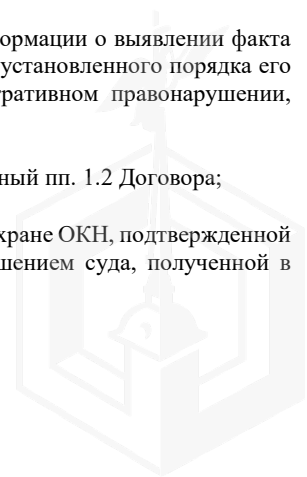 ормации о выявлении факта
установленного порядка его
тративном правонарушении,
ный пп. 1.2 Договора;
хране ОКН, подтвержденной
шением суда, полученной в